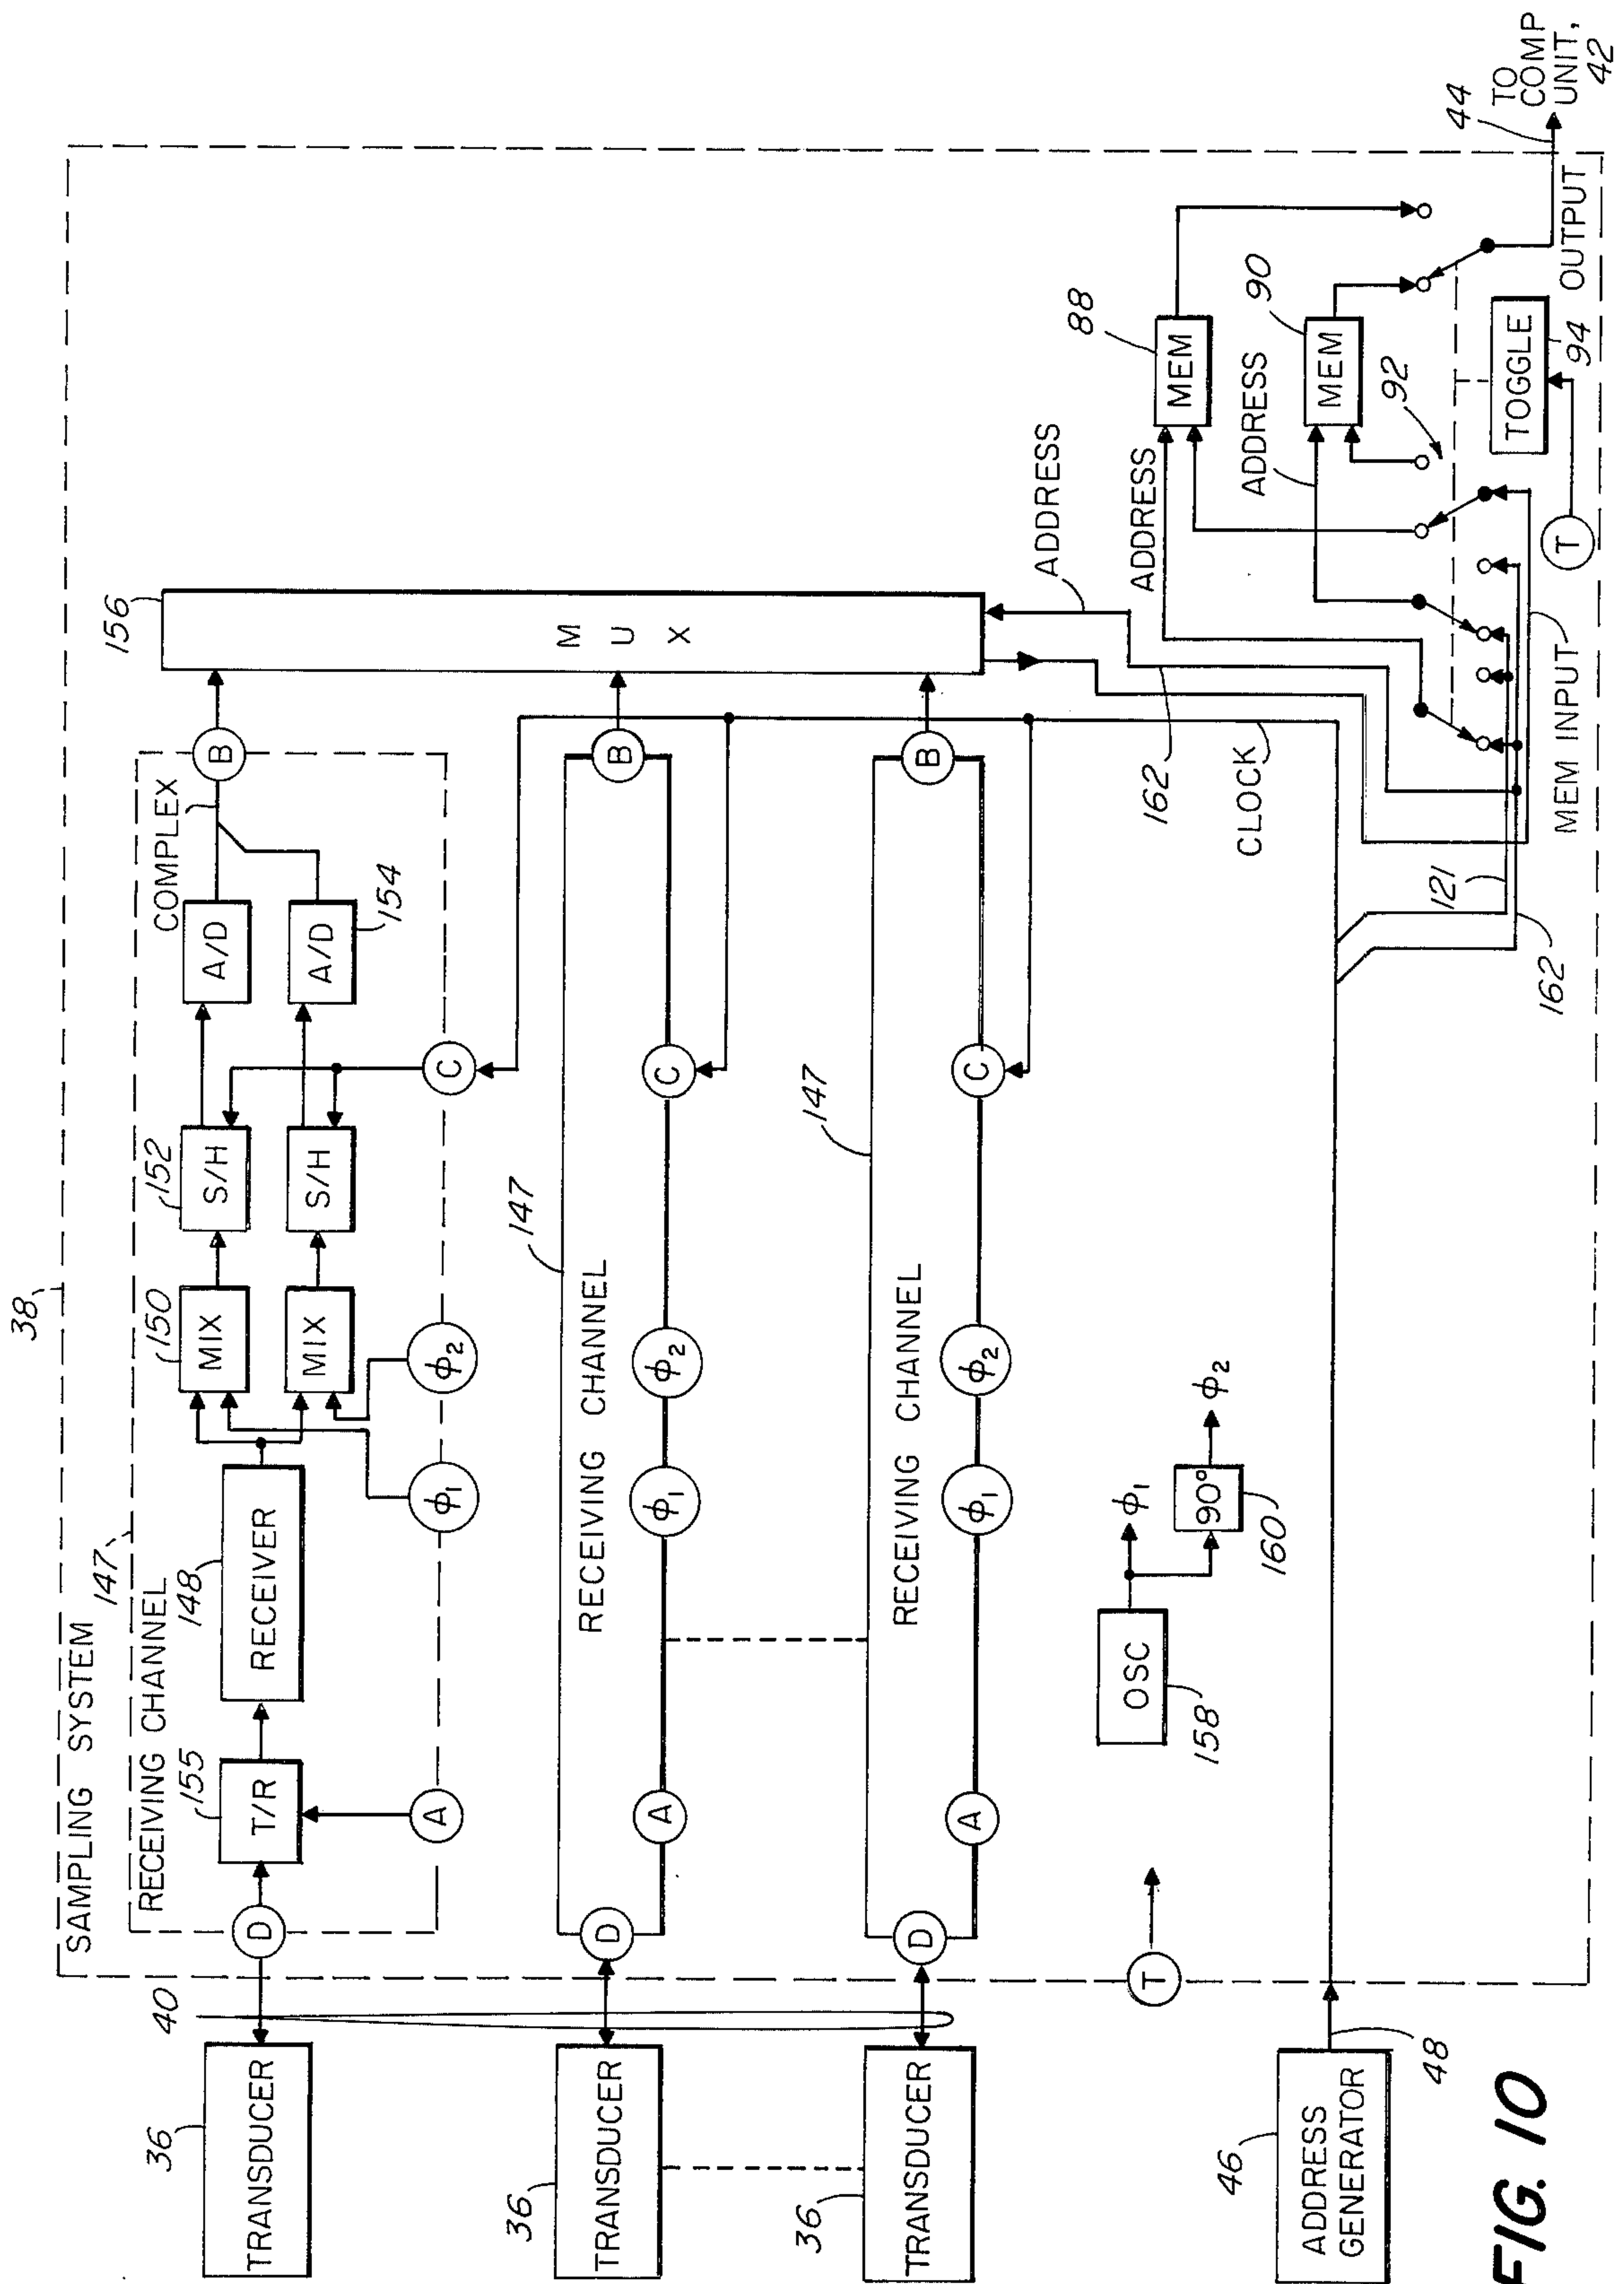 38
SAMPLING SYSTEM
147
RECEIVING CHANNEL
40
36
TRANSDUCER
D
155
T/R
A
148
RECEIVER
ϕ1
ϕ2
150
MIX
MIX
152
S/H
S/H
C
A/D
A/D
154
COMPLEX
B
156
MUX
36
TRANSDUCER
D
A
RECEIVING CHANNEL
147
ϕ1
ϕ2
C
B
36
TRANSDUCER
D
A
RECEIVING CHANNEL
147
ϕ1
ϕ2
C
B
T
OSC
158
ϕ1
90°
160
ϕ2
46
ADDRESS
GENERATOR
48
CLOCK
162
ADDRESS
ADDRESS
ADDRESS
88
MEM
90
MEM
92
121
162
MEM INPUT
T
TOGGLE
94
OUTPUT
44
TO
COMP
UNIT,
42
FIG. 10